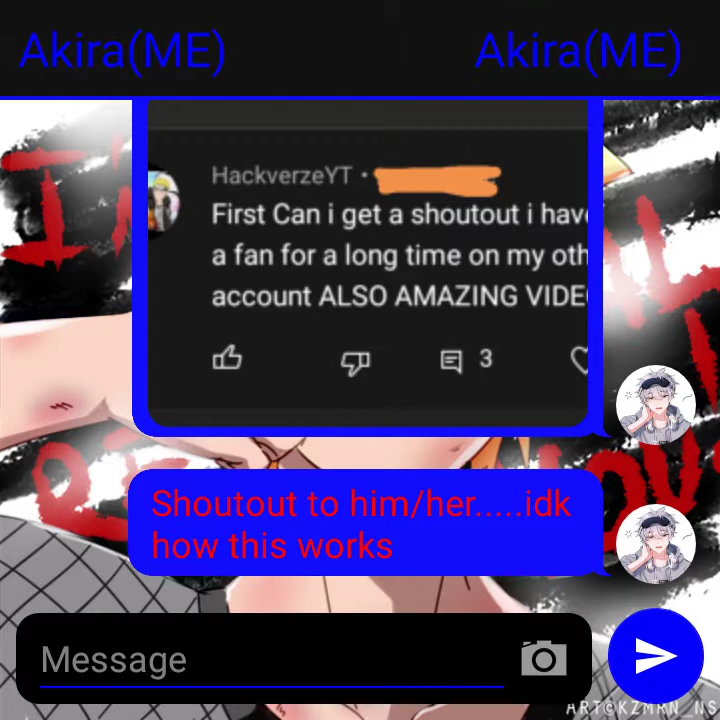 Akira(ME) Akira(ME)
HackverzeYT •
First Can i get a shoutout i have
a fan for a long time on my oth
account ALSO AMAZING VIDE
Shoutout to him/her.....idk
how this works
3
Message
ART©KZMRN_NS